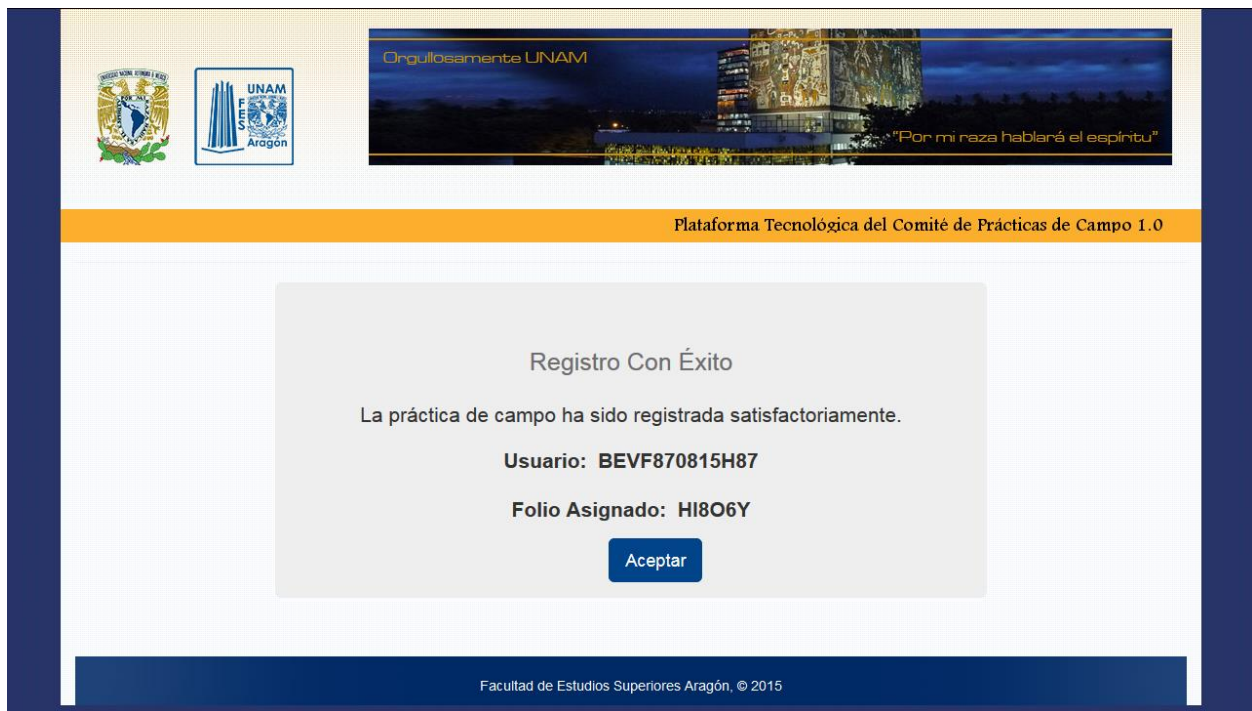 Orgullosamente UNAM
UNAM
FES
Aragón
"Por mi raza hablará el espíritu"
Plataforma Tecnológica del Comité de Prácticas de Campo 1.0
Registro Con Éxito
La práctica de campo ha sido registrada satisfactoriamente.
Usuario: BEVF870815H87
Folio Asignado: HI8O6Y
Aceptar
Facultad de Estudios Superiores Aragón, © 2015